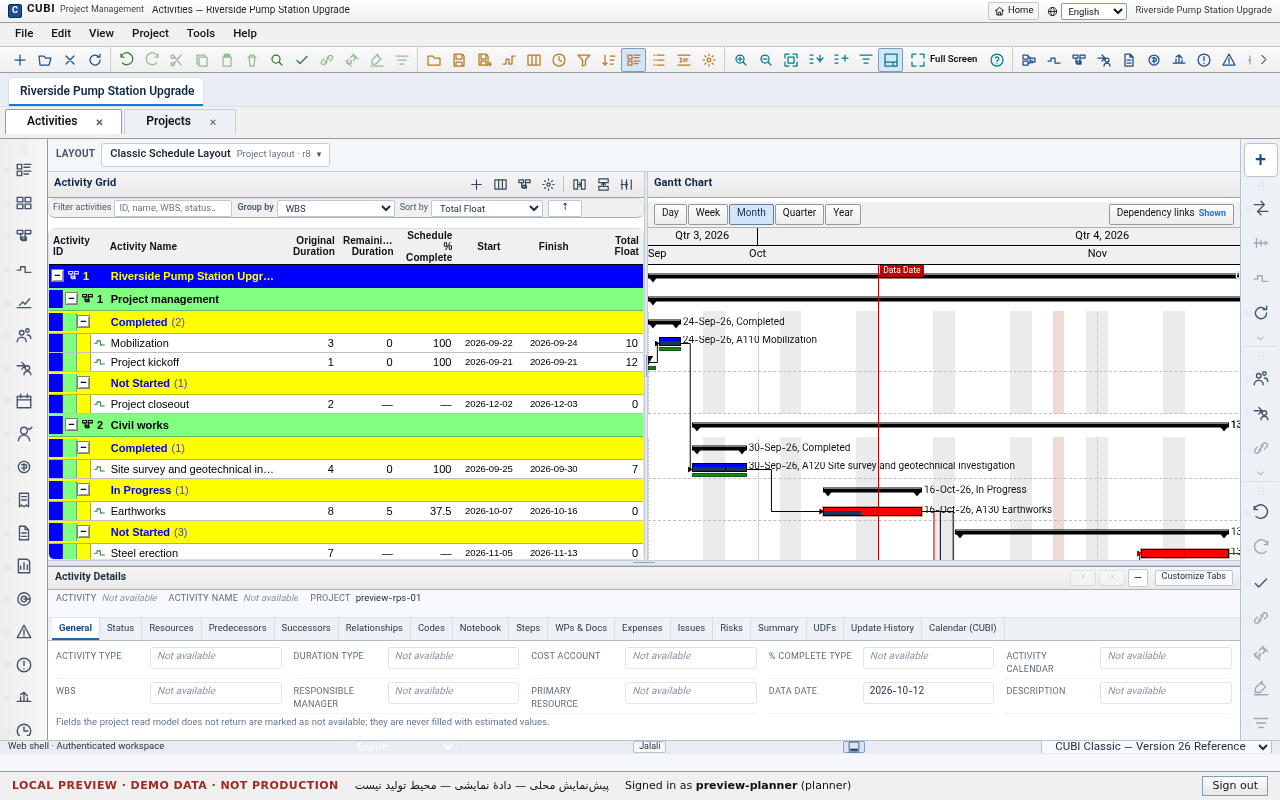 C CUBI Project Management Activities — Riverside Pump Station Upgrade Home English Riverside Pump Station Upgrade
File Edit View Project Tools Help
Full Screen
Riverside Pump Station Upgrade
Activities × Projects ×
LAYOUT Classic Schedule Layout Project layout · r8
Activity Grid
Filter activities ID, name, WBS, status.. Group by WBS Sort by Total Float ↑
Activity ID Activity Name Original Duration Remaini... Duration Schedule % Complete Start Finish Total Float
1 Riverside Pump Station Upgr...
1 Project management
Completed (2)
Mobilization 3 0 100 2026-09-22 2026-09-24 10
Project kickoff 1 0 100 2026-09-21 2026-09-21 12
Not Started (1)
Project closeout 2 — — 2026-12-02 2026-12-03 0
2 Civil works
Completed (1)
Site survey and geotechnical in... 4 0 100 2026-09-25 2026-09-30 7
In Progress (1)
Earthworks 8 5 37.5 2026-10-07 2026-10-16 0
Not Started (3)
Steel erection 7 — — 2026-11-05 2026-11-13 0
Gantt Chart
Day Week Month Quarter Year Dependency links Shown
Qtr 3, 2026 Qtr 4, 2026
Sep Oct Nov
Data Date
24-Sep-26, Completed
24-Sep-26, A110 Mobilization
13
30-Sep-26, Completed
30-Sep-26, A120 Site survey and geotechnical investigation
16-Oct-26, In Progress
16-Oct-26, A130 Earthworks
13
13
Activity Details Customize Tabs
ACTIVITY Not available ACTIVITY NAME Not available PROJECT preview-rps-01
General Status Resources Predecessors Successors Relationships Codes Notebook Steps WPs & Docs Expenses Issues Risks Summary UDFs Update History Calendar (CUBI)
ACTIVITY TYPE Not available DURATION TYPE Not available COST ACCOUNT Not available % COMPLETE TYPE Not available ACTIVITY CALENDAR Not available
WBS Not available RESPONSIBLE MANAGER Not available PRIMARY RESOURCE Not available DATA DATE 2026-10-12 DESCRIPTION Not available
Fields the project read model does not return are marked as not available; they are never filled with estimated values.
Web shell · Authenticated workspace English Jalali CUBI Classic — Version 26 Reference
LOCAL PREVIEW · DEMO DATA · NOT PRODUCTION پیش‌نمایش محلی — دادهٔ نمایشی — محیط تولید نیست Signed in as preview-planner (planner) Sign out